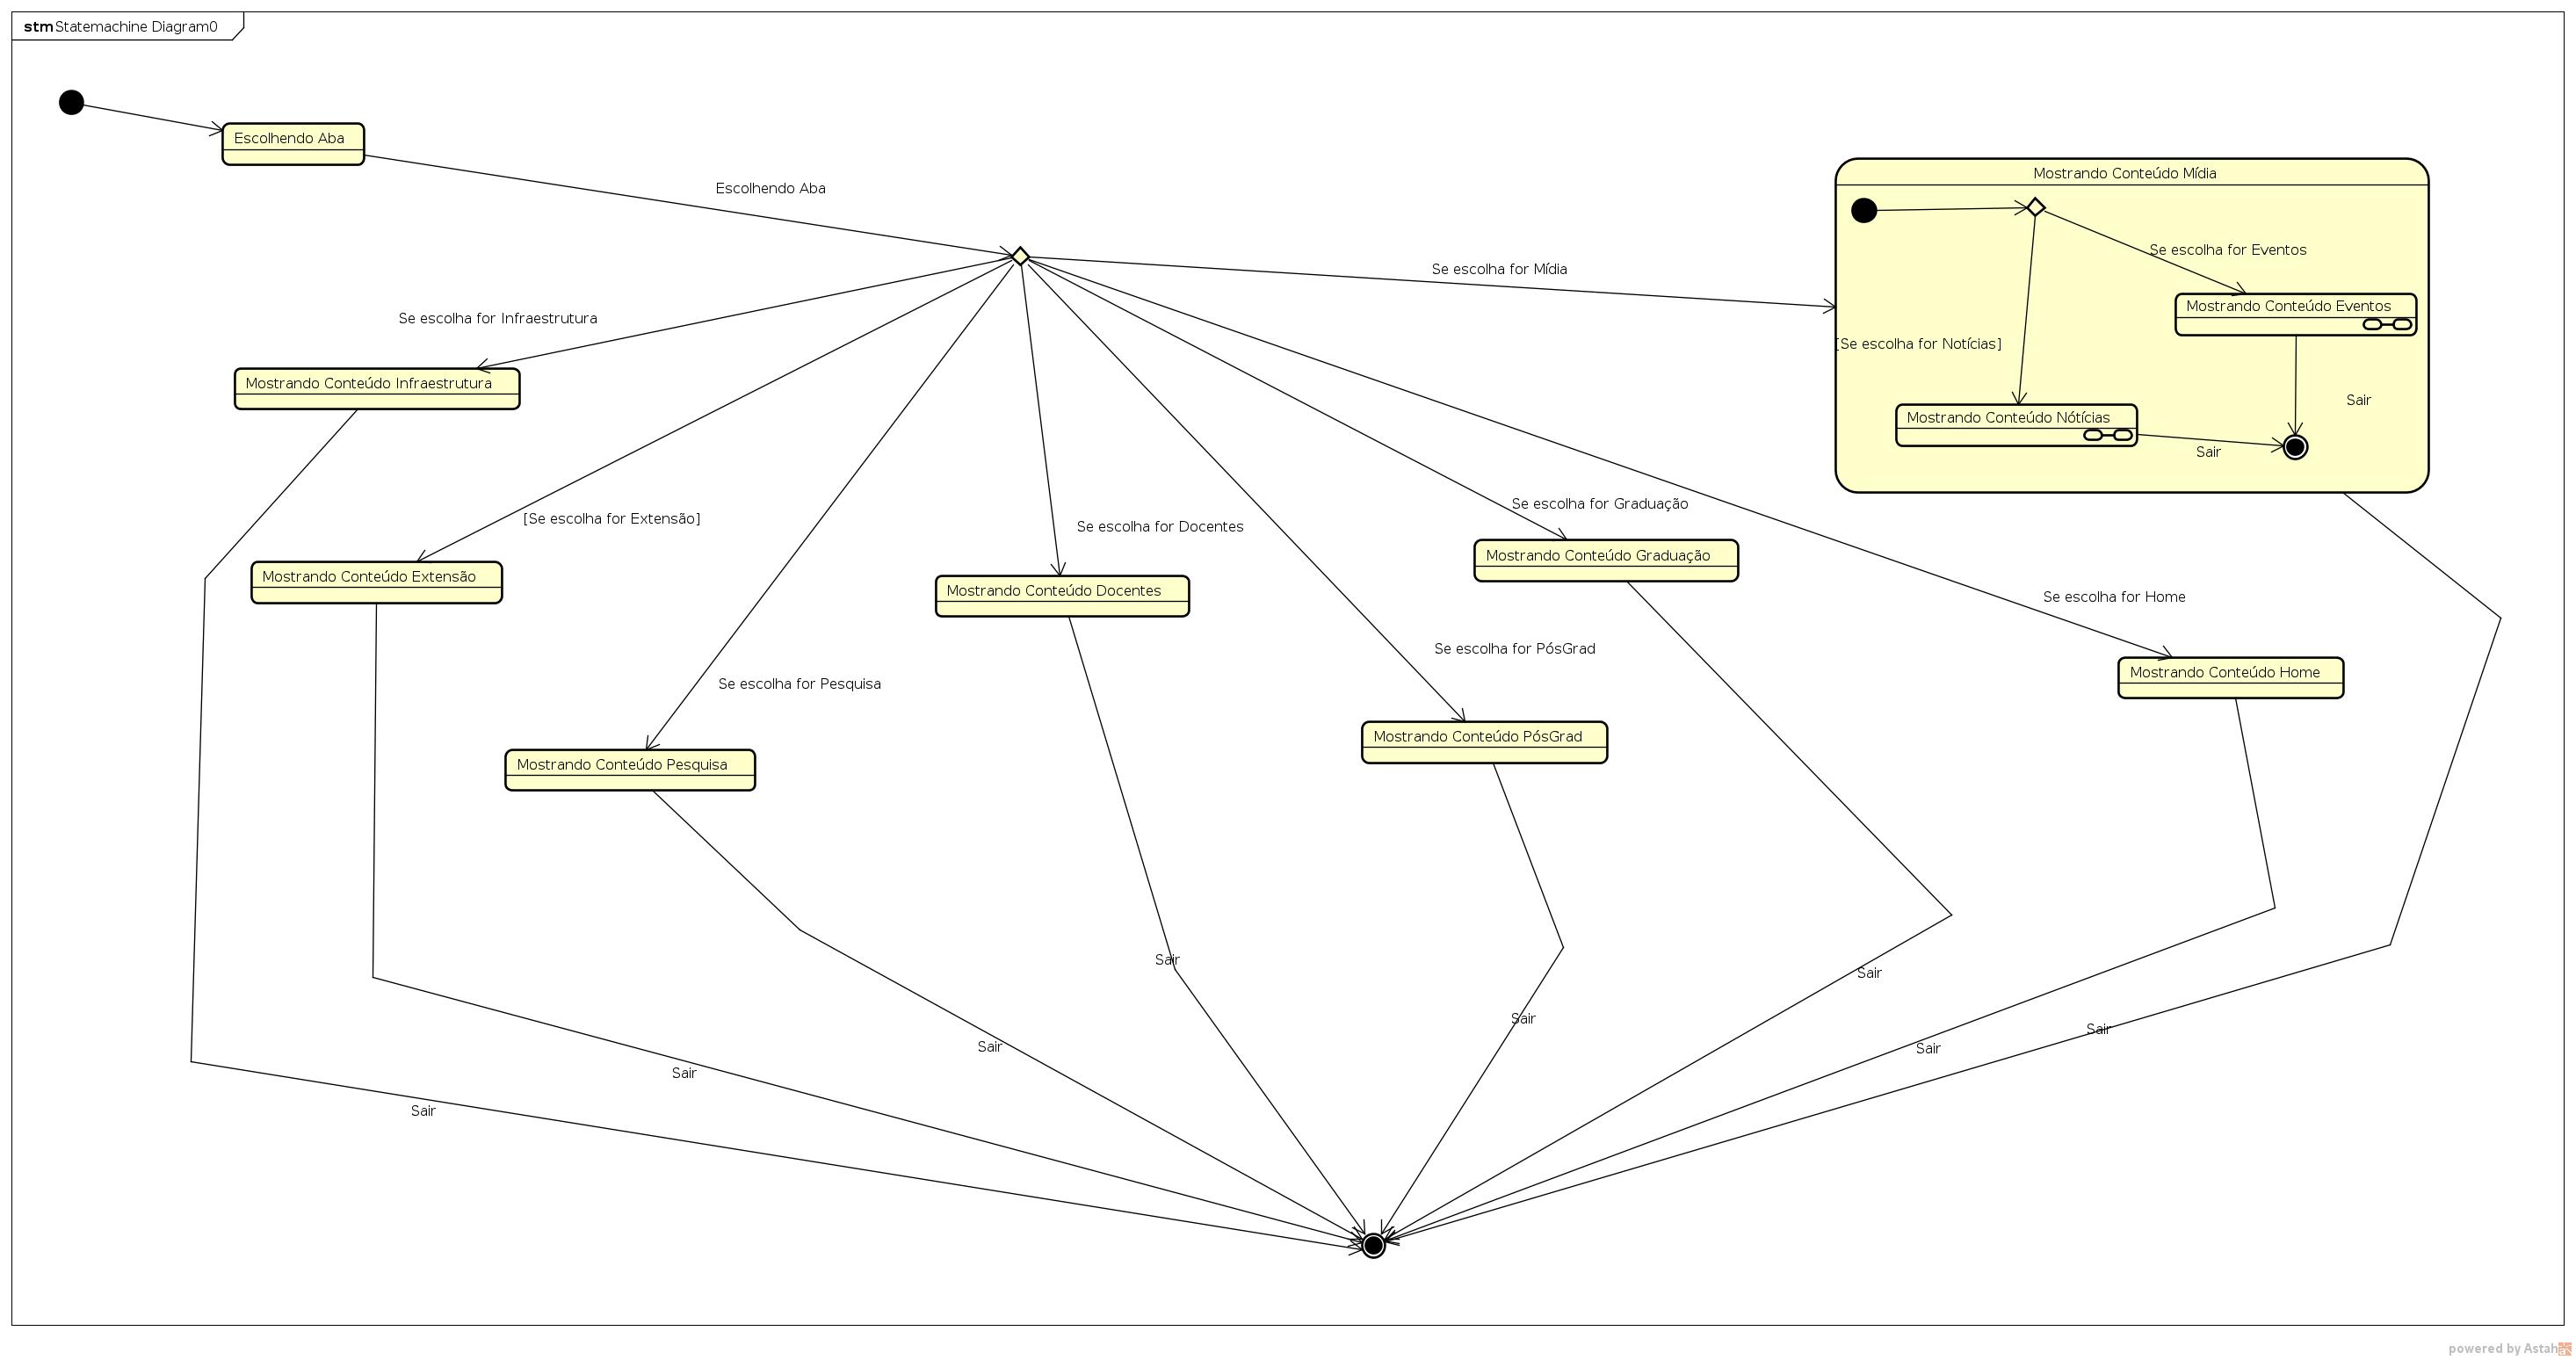 stm Statemachine Diagram0
Escolhendo Aba
Escolhendo Aba
Mostrando Conteúdo Mídia
Se escolha for Eventos
Se escolha for Mídia
Mostrando Conteúdo Eventos
Se escolha for Infraestrutura
[Se escolha for Notícias]
Mostrando Conteúdo Infraestrutura
Sair
Mostrando Conteúdo Nótícias
Sair
Se escolha for Graduação
[Se escolha for Extensão]
Se escolha for Docentes
Mostrando Conteúdo Graduação
Mostrando Conteúdo Extensão
Mostrando Conteúdo Docentes
Se escolha for Home
Se escolha for PósGrad
Mostrando Conteúdo Home
Se escolha for Pesquisa
Mostrando Conteúdo PósGrad
Mostrando Conteúdo Pesquisa
Sair
Sair
Sair
Sair
Sair
Sair
Sair
Sair
powered by Astah